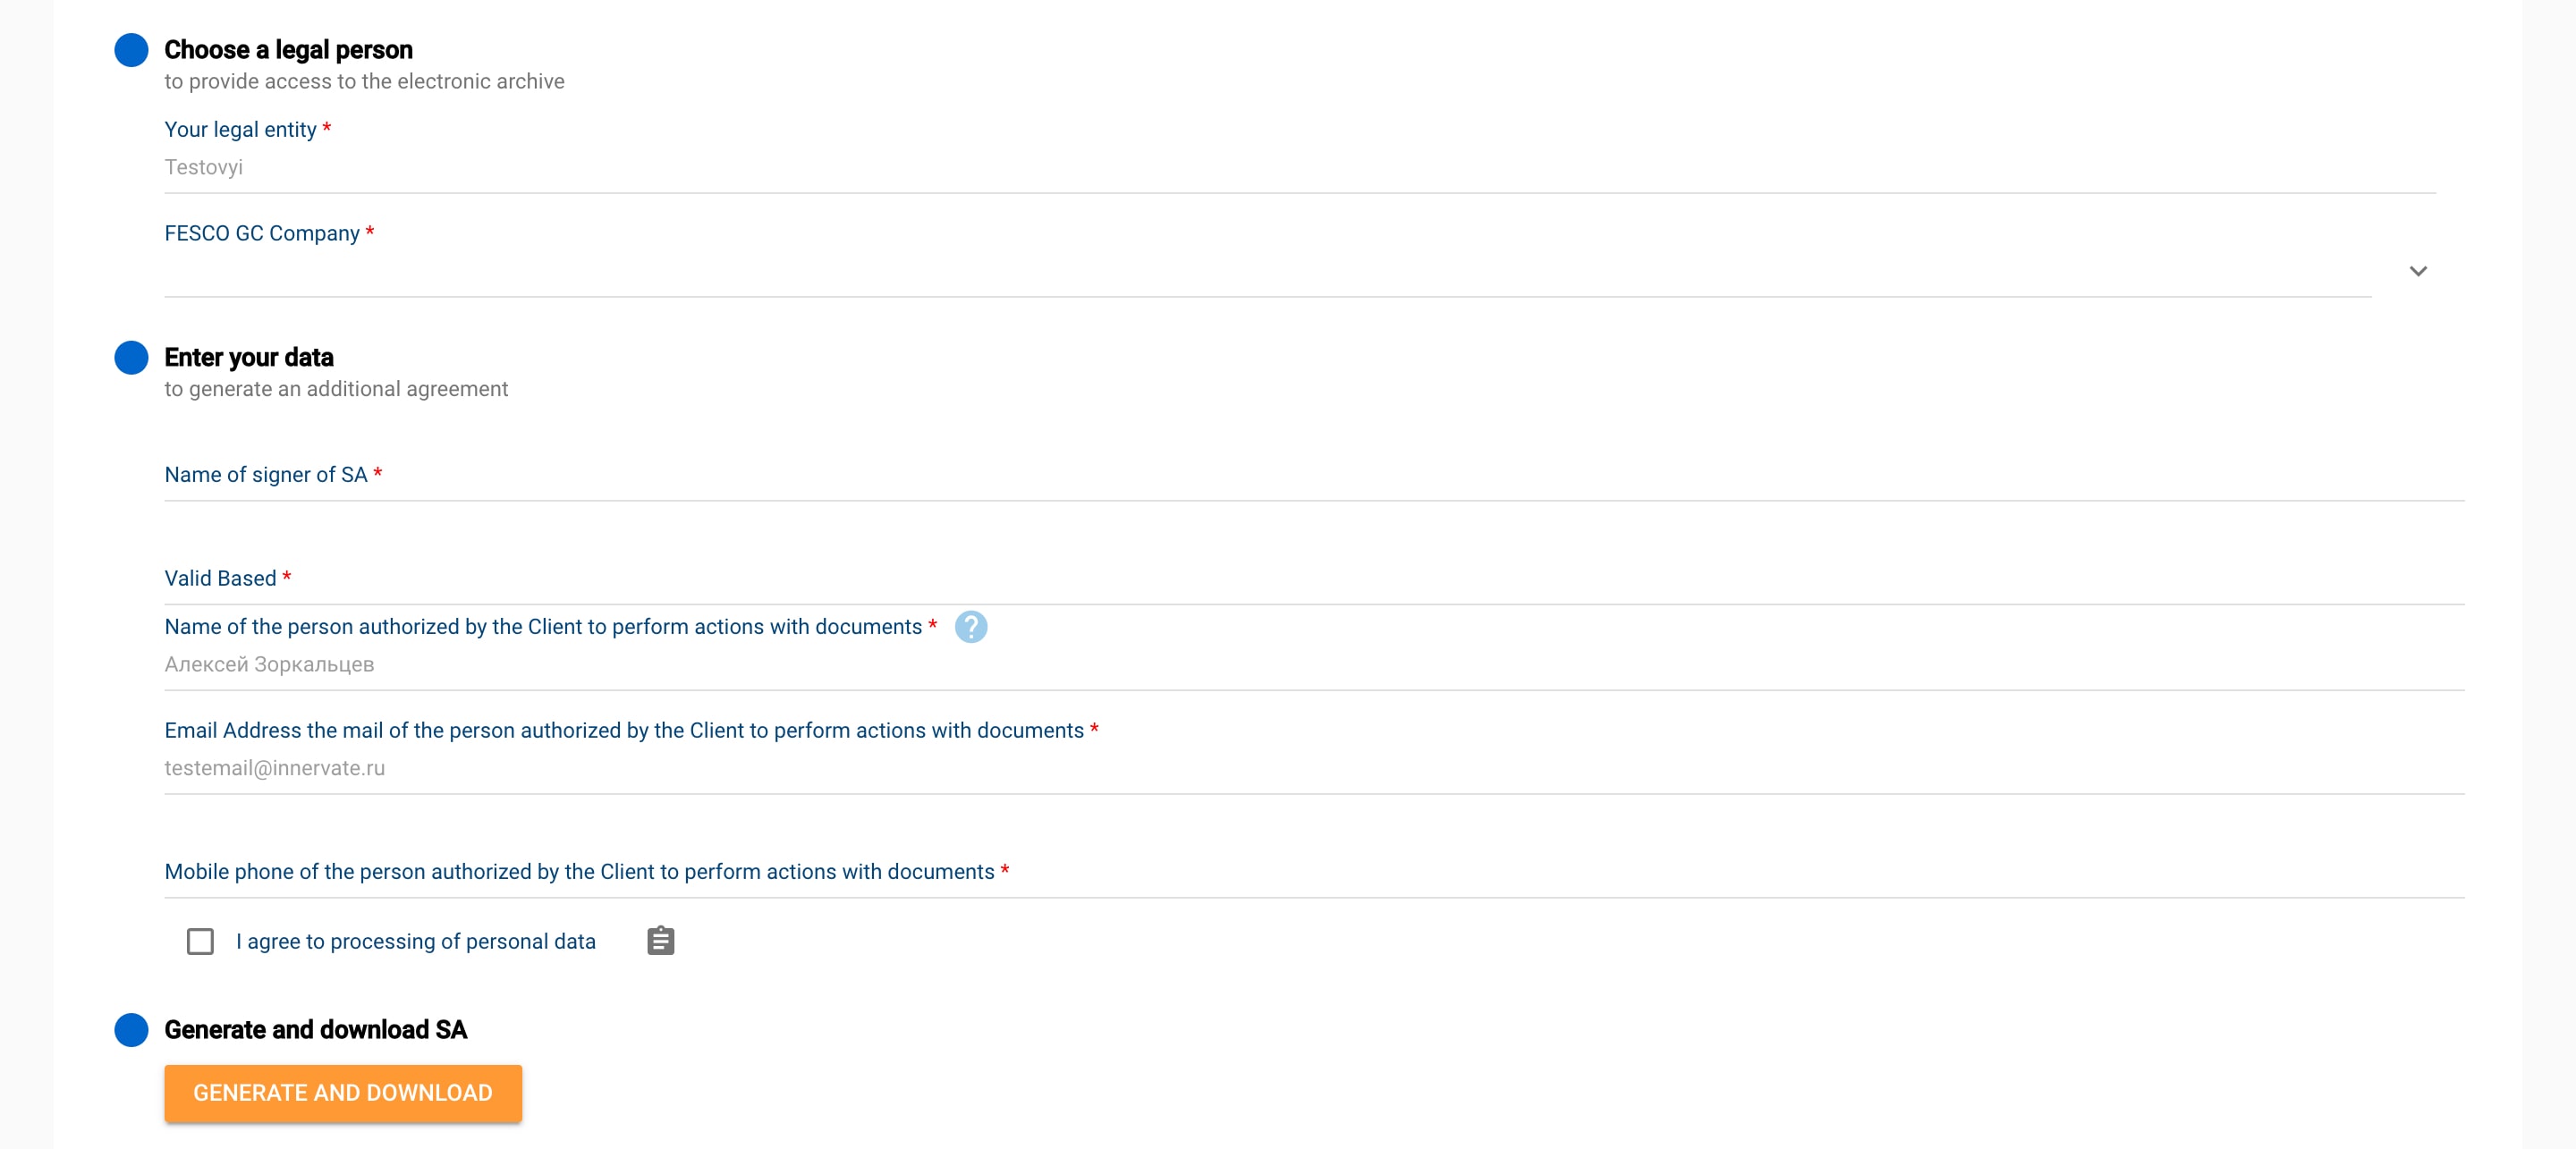 Choose a legal person
to provide access to the electronic archive
Your legal entity *
Testovyi
FESCO GC Company *
Enter your data
to generate an additional agreement
Name of signer of SA *
Valid Based *
Name of the person authorized by the Client to perform actions with documents * ?
Алексей Зоркальцев
Email Address the mail of the person authorized by the Client to perform actions with documents *
testemail@innervate.ru
Mobile phone of the person authorized by the Client to perform actions with documents *
I agree to processing of personal data
Generate and download SA
GENERATE AND DOWNLOAD